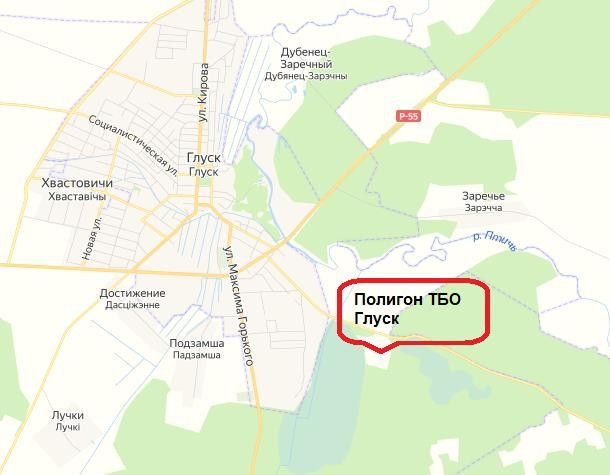 Дубенец-
Заречный
Дубянец-Зарэчны
ул. Кирова
Р-55
Социалистическая ул.
Глуск
Глуск
Хвастовичи
Хваставічы
Заречье
Зарэчча
Новая ул.
р. Птичь
ул. Максима Горького
Достижение
Дасціжэнне
Полигон ТБО
Глуск
Подзамша
Падзамша
Лучки
Лучкі